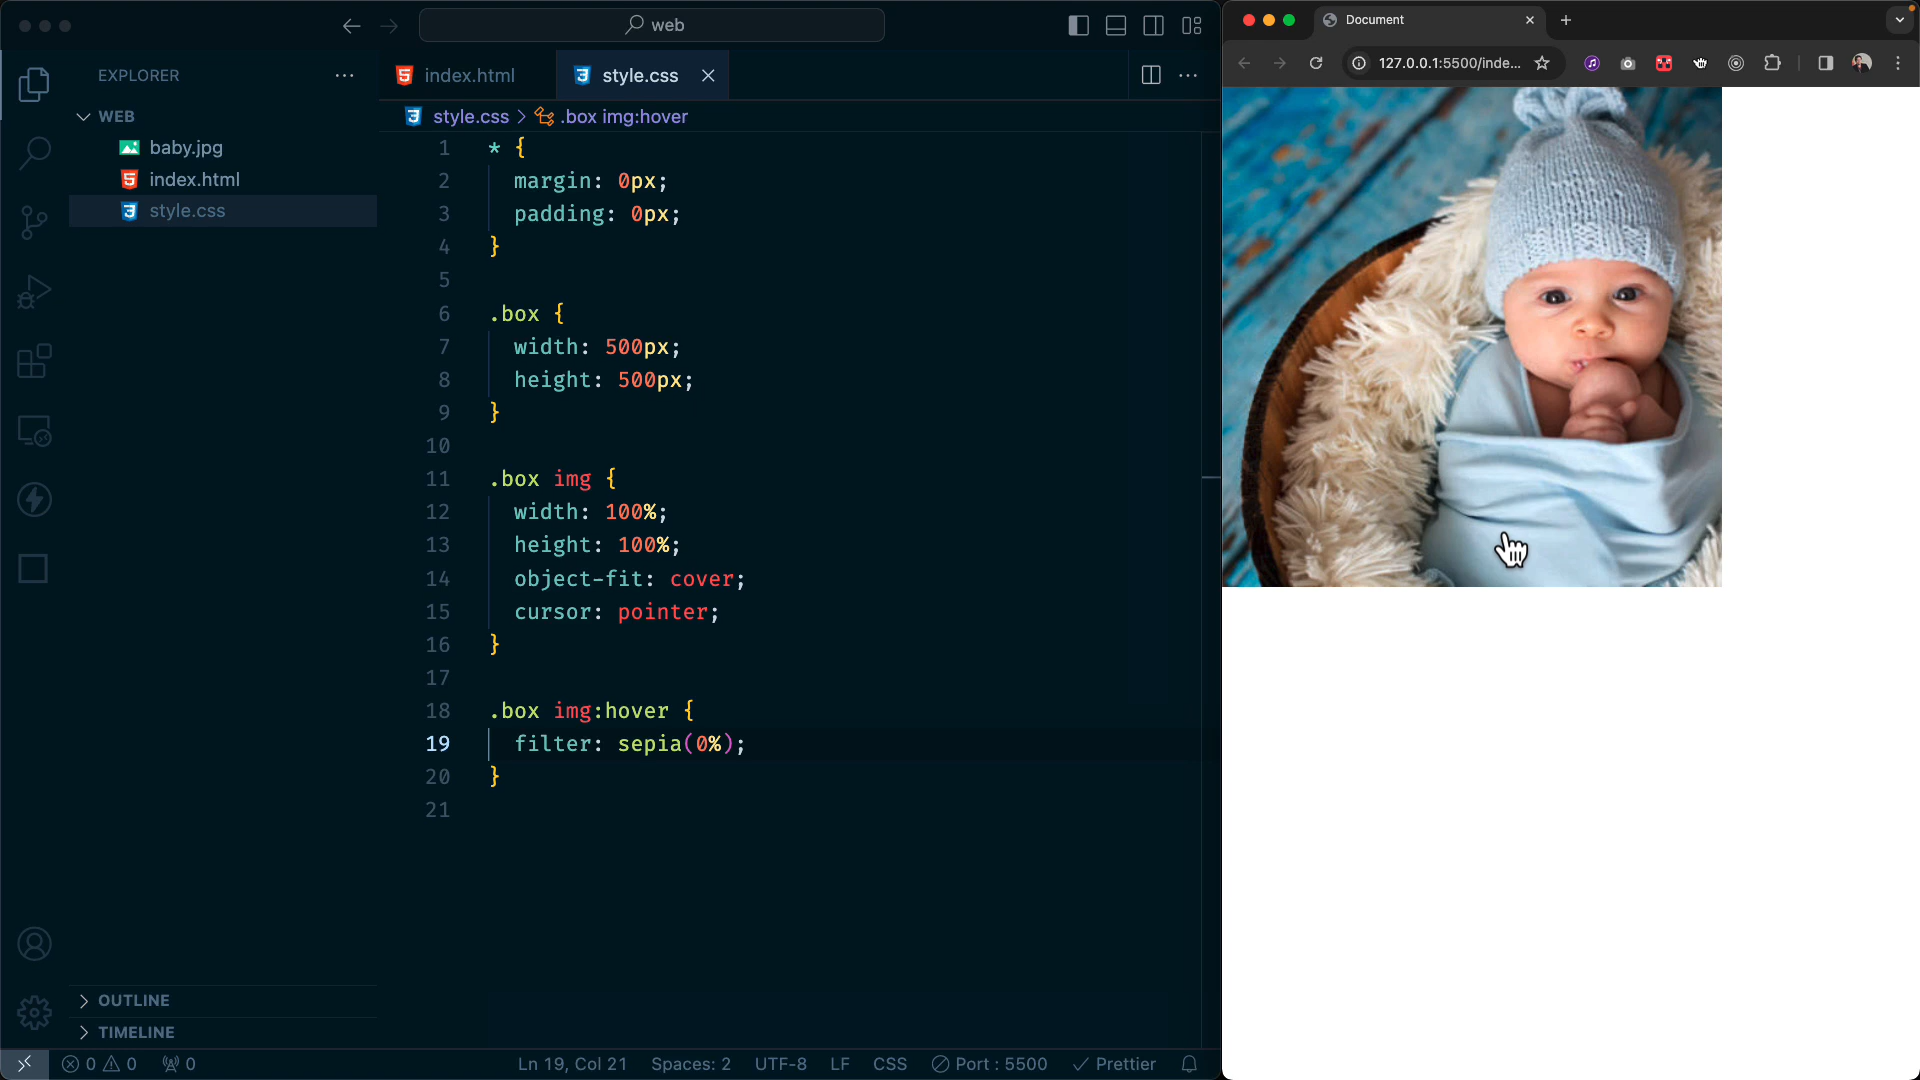 web
EXPLORER
WEB
baby.jpg
index.html
style.css
index.html
style.css
style.css > .box img:hover
1 * {
2 margin: 0px;
3 padding: 0px;
4 }
5
6 .box {
7 width: 500px;
8 height: 500px;
9 }
10
11 .box img {
12 width: 100%;
13 height: 100%;
14 object-fit: cover;
15 cursor: pointer;
16 }
17
18 .box img:hover {
19 filter: sepia(0%);
20 }
21
OUTLINE
TIMELINE
0 0 0 Ln 19, Col 21 Spaces: 2 UTF-8 LF CSS Port : 5500 Prettier
Document
127.0.0.1:5500/inde...